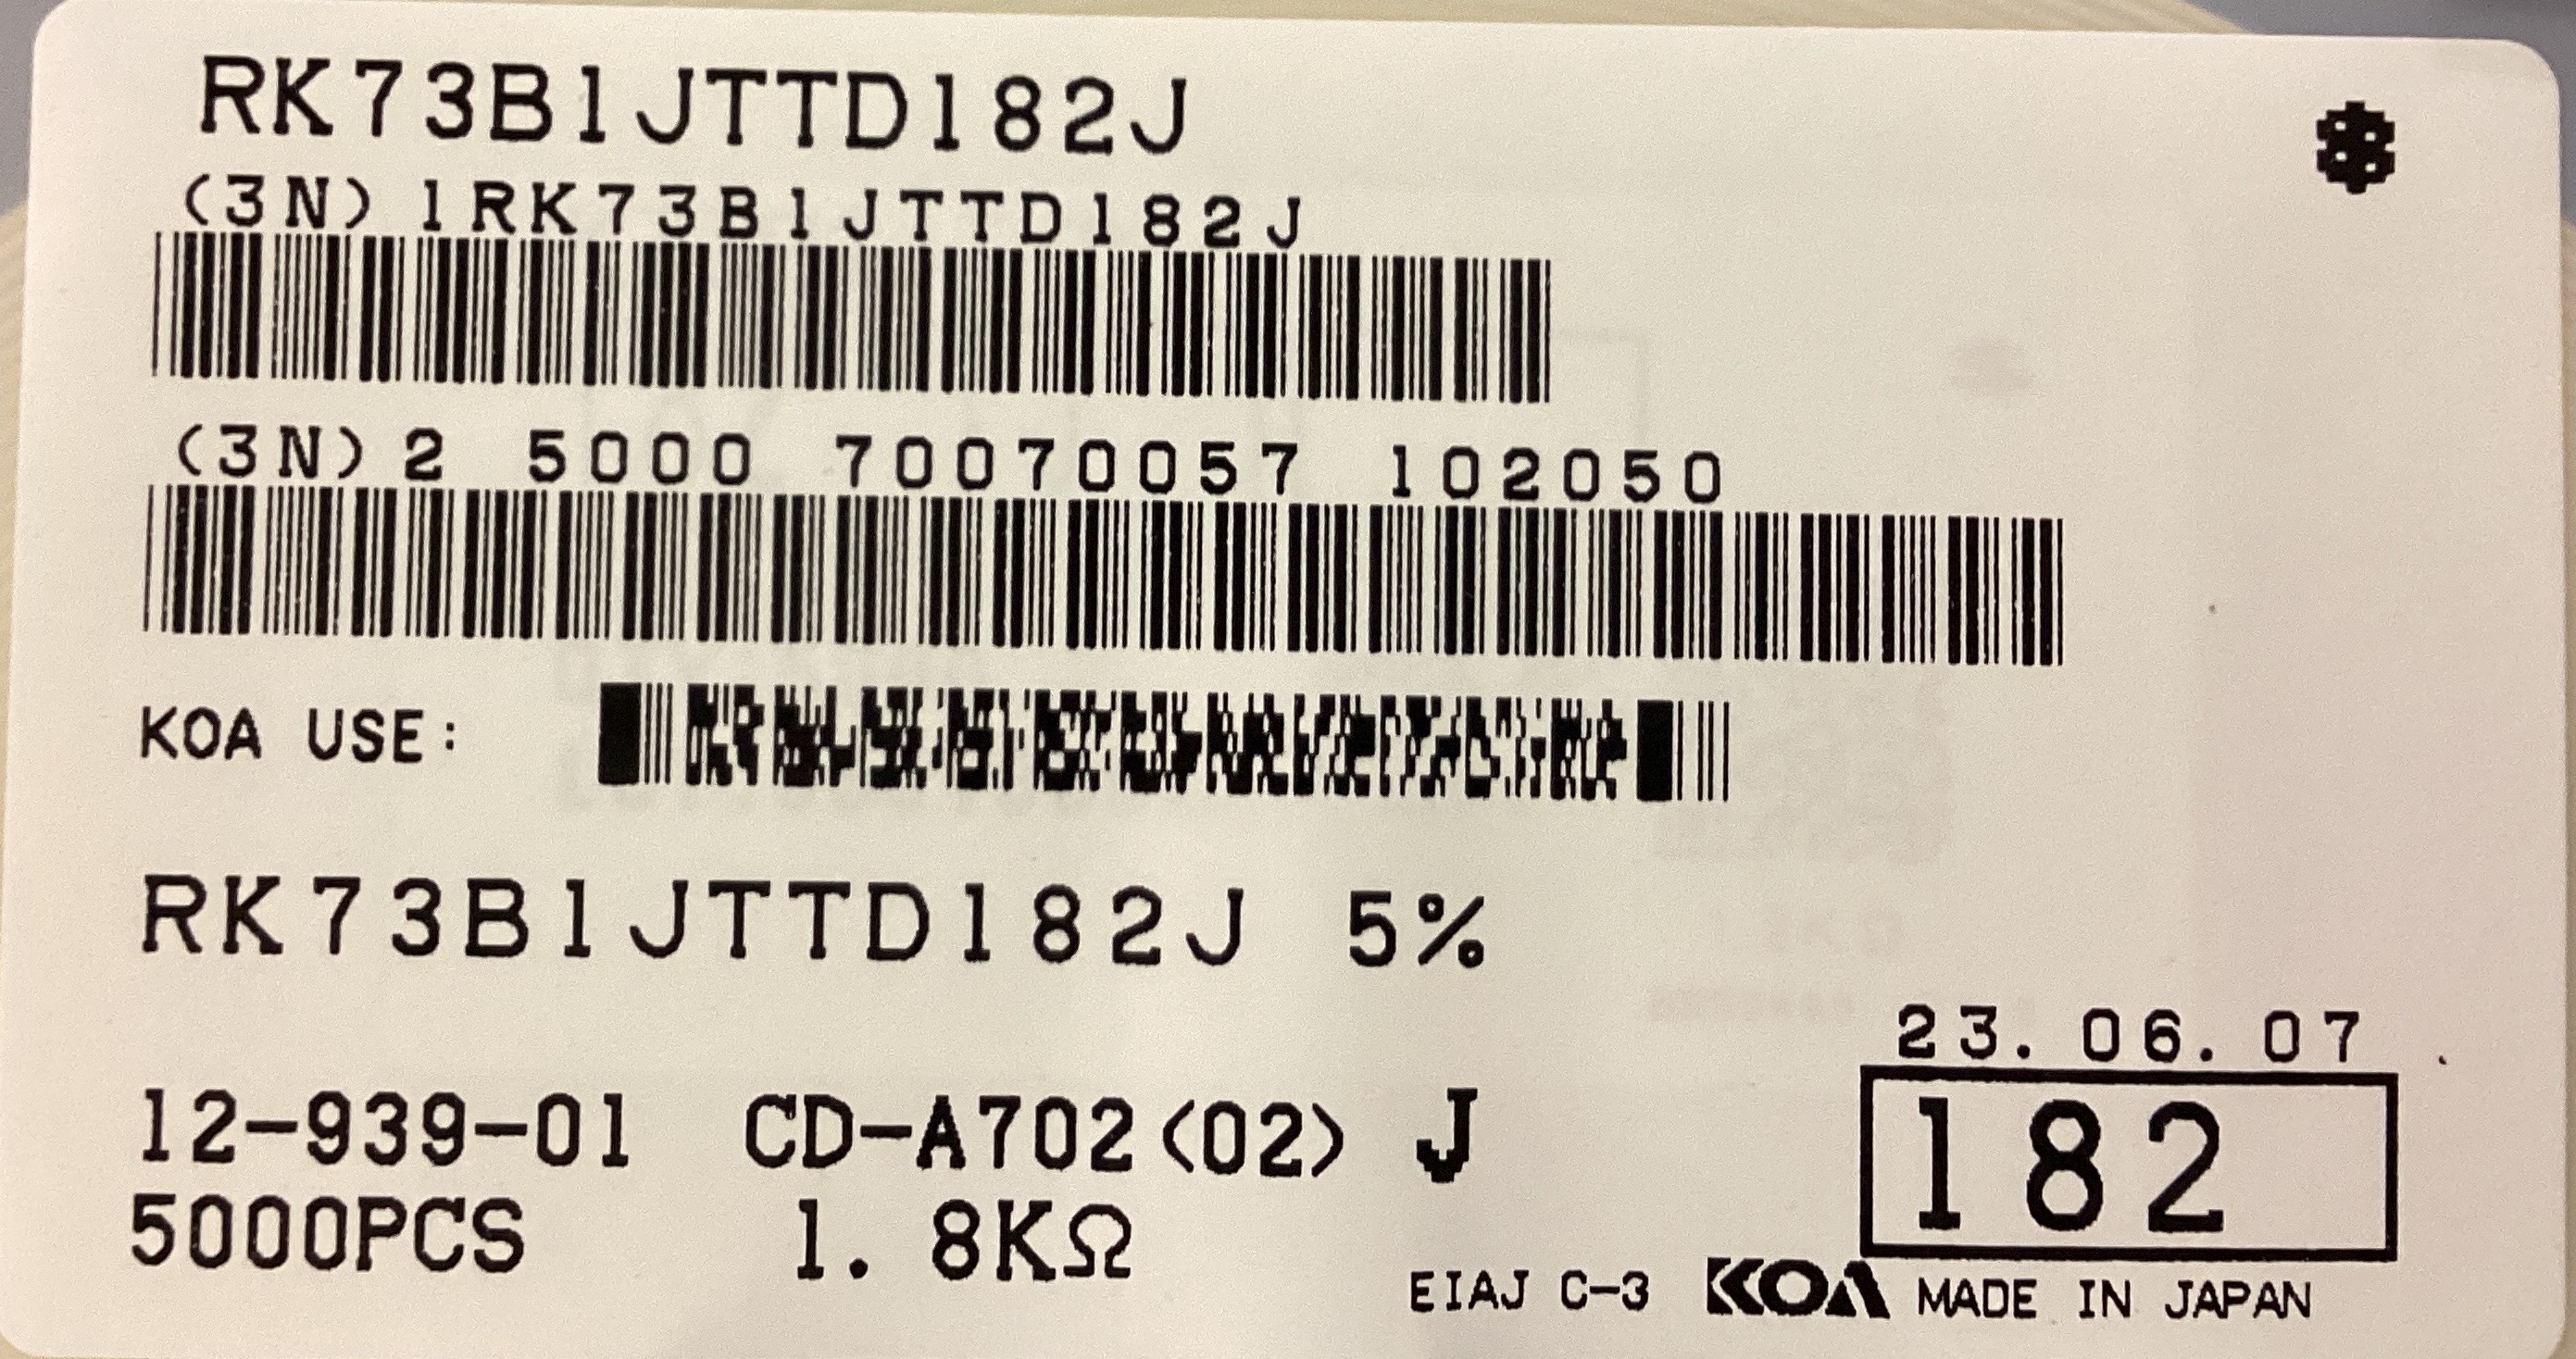 RK73B1JTTD182J
(3N)1RK73B1JTTD182J
(3N)2 5000 70070057 102050
KOA USE:
RK73B1JTTD182J 5%
23.06.07
182
12-939-01 CD-A702(02) J
5000PCS 1.8KΩ
EIAJ C-3 KOA MADE IN JAPAN